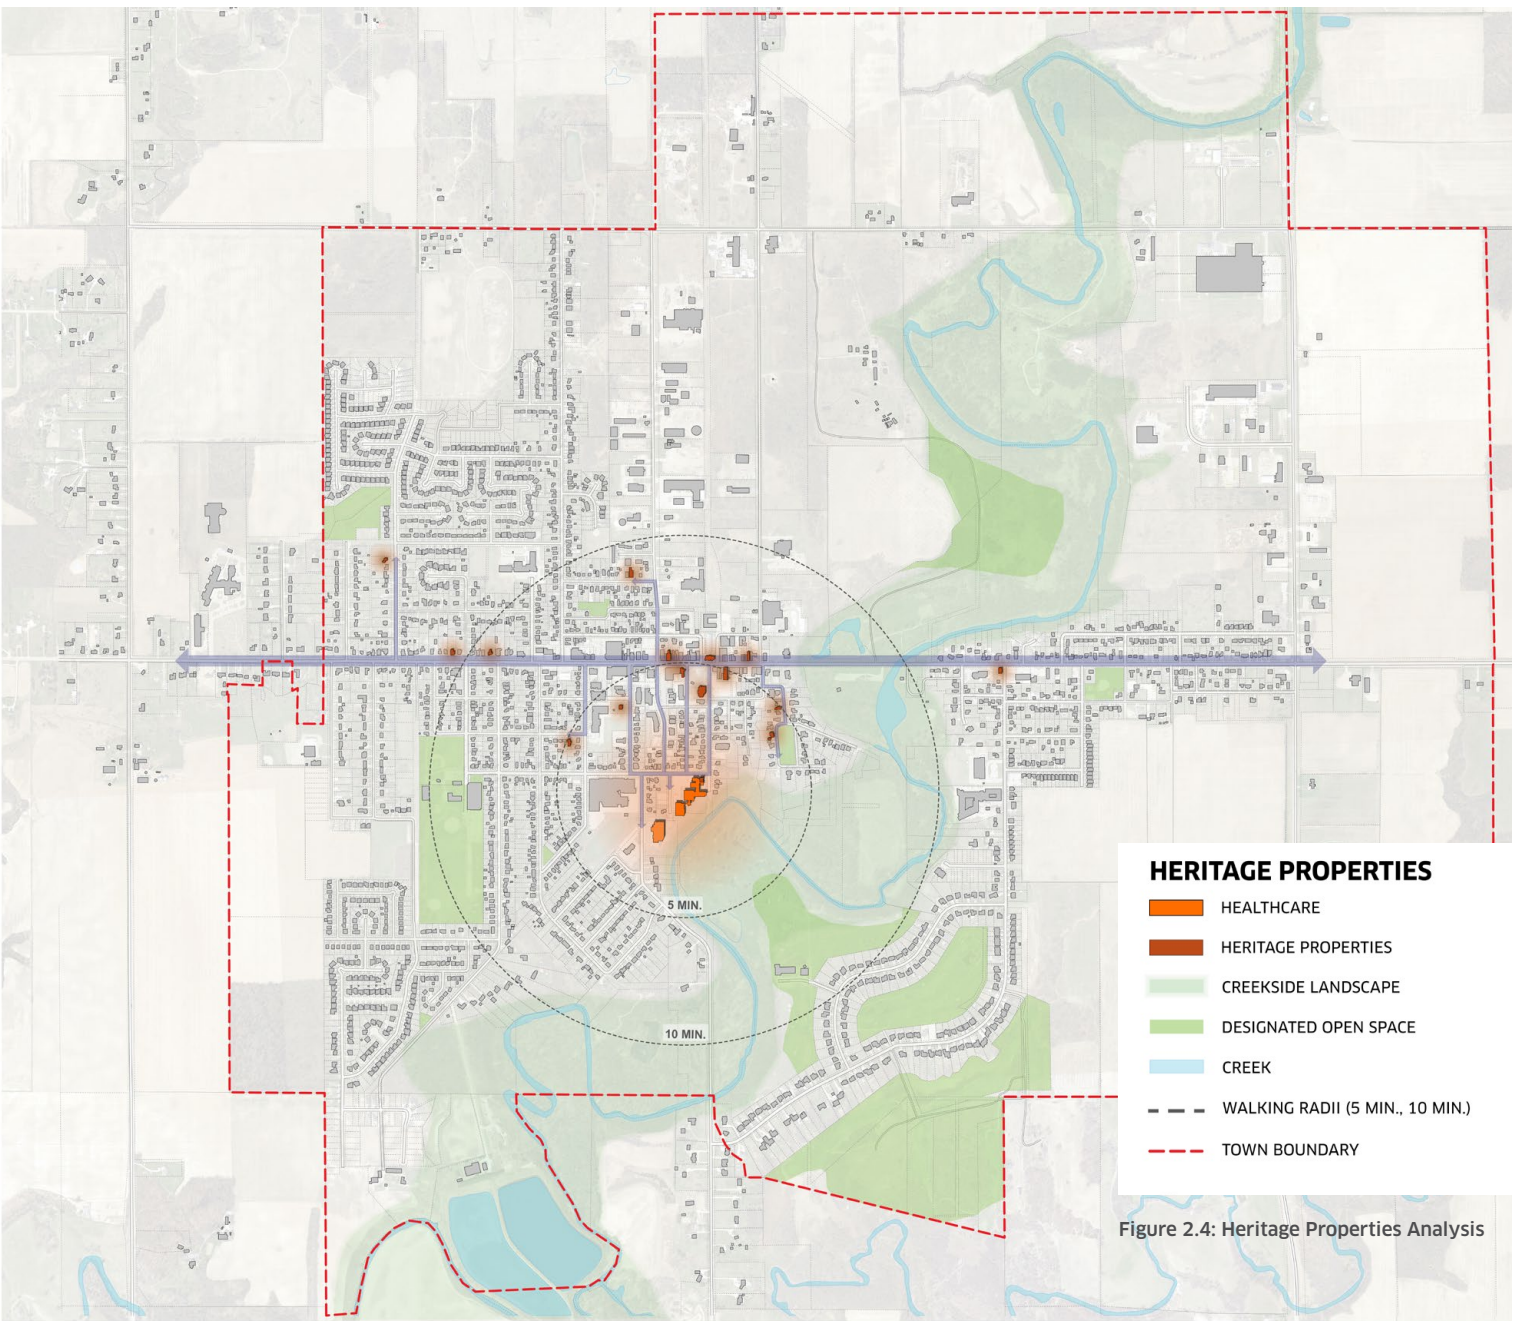 5 MIN.
10 MIN.
HERITAGE PROPERTIES
HEALTHCARE
HERITAGE PROPERTIES
CREEKSIDE LANDSCAPE
DESIGNATED OPEN SPACE
CREEK
WALKING RADII (5 MIN., 10 MIN.)
TOWN BOUNDARY
Figure 2.4: Heritage Properties Analysis